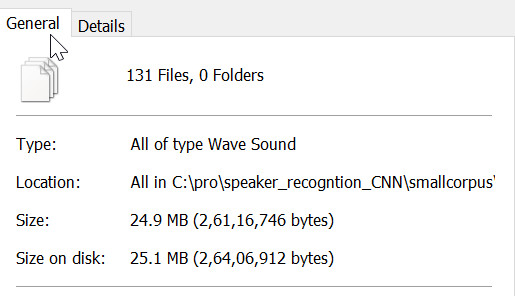 General Details
131 Files, 0 Folders
Type: All of type Wave Sound
Location: All in C:\pro\speaker_recogntion_CNN\smallcorpus\
Size: 24.9 MB (2,61,16,746 bytes)
Size on disk: 25.1 MB (2,64,06,912 bytes)